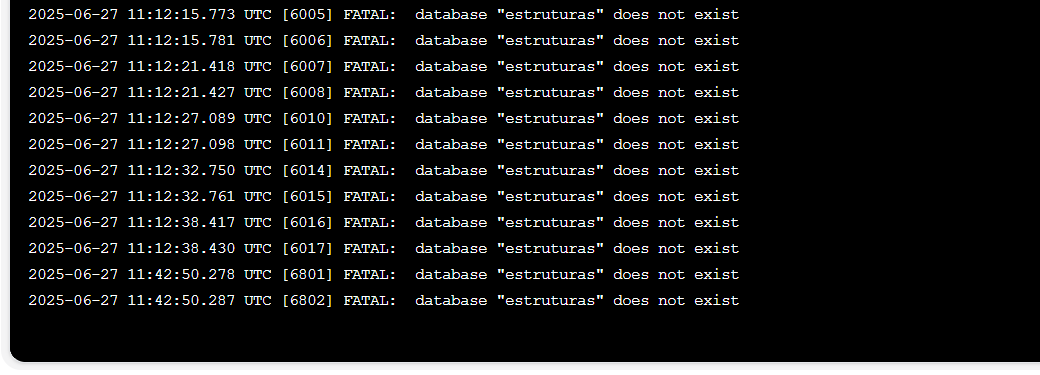 2025-06-27 11:12:15.773 UTC [6005] FATAL:  database "estruturas" does not exist
2025-06-27 11:12:15.781 UTC [6006] FATAL:  database "estruturas" does not exist
2025-06-27 11:12:21.418 UTC [6007] FATAL:  database "estruturas" does not exist
2025-06-27 11:12:21.427 UTC [6008] FATAL:  database "estruturas" does not exist
2025-06-27 11:12:27.089 UTC [6010] FATAL:  database "estruturas" does not exist
2025-06-27 11:12:27.098 UTC [6011] FATAL:  database "estruturas" does not exist
2025-06-27 11:12:32.750 UTC [6014] FATAL:  database "estruturas" does not exist
2025-06-27 11:12:32.761 UTC [6015] FATAL:  database "estruturas" does not exist
2025-06-27 11:12:38.417 UTC [6016] FATAL:  database "estruturas" does not exist
2025-06-27 11:12:38.430 UTC [6017] FATAL:  database "estruturas" does not exist
2025-06-27 11:42:50.278 UTC [6801] FATAL:  database "estruturas" does not exist
2025-06-27 11:42:50.287 UTC [6802] FATAL:  database "estruturas" does not exist